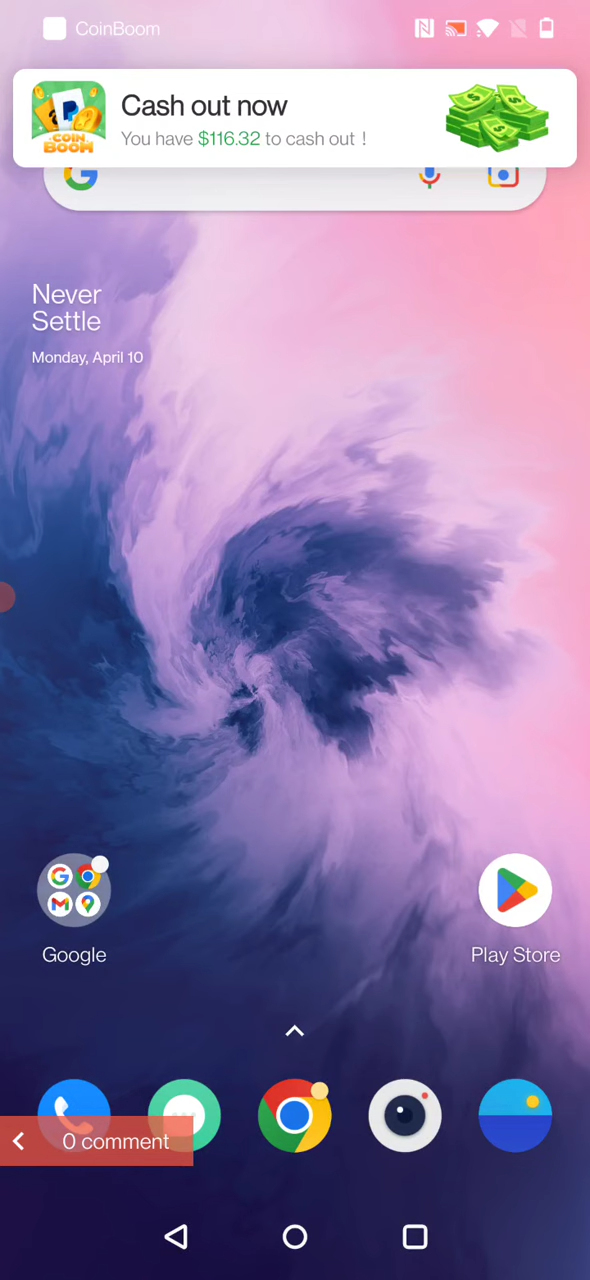 CoinBoom
Cash out now
You have $116.32 to cash out !
COIN
BOOM
Never
Settle
Monday, April 10
Google
Play Store
0 comment